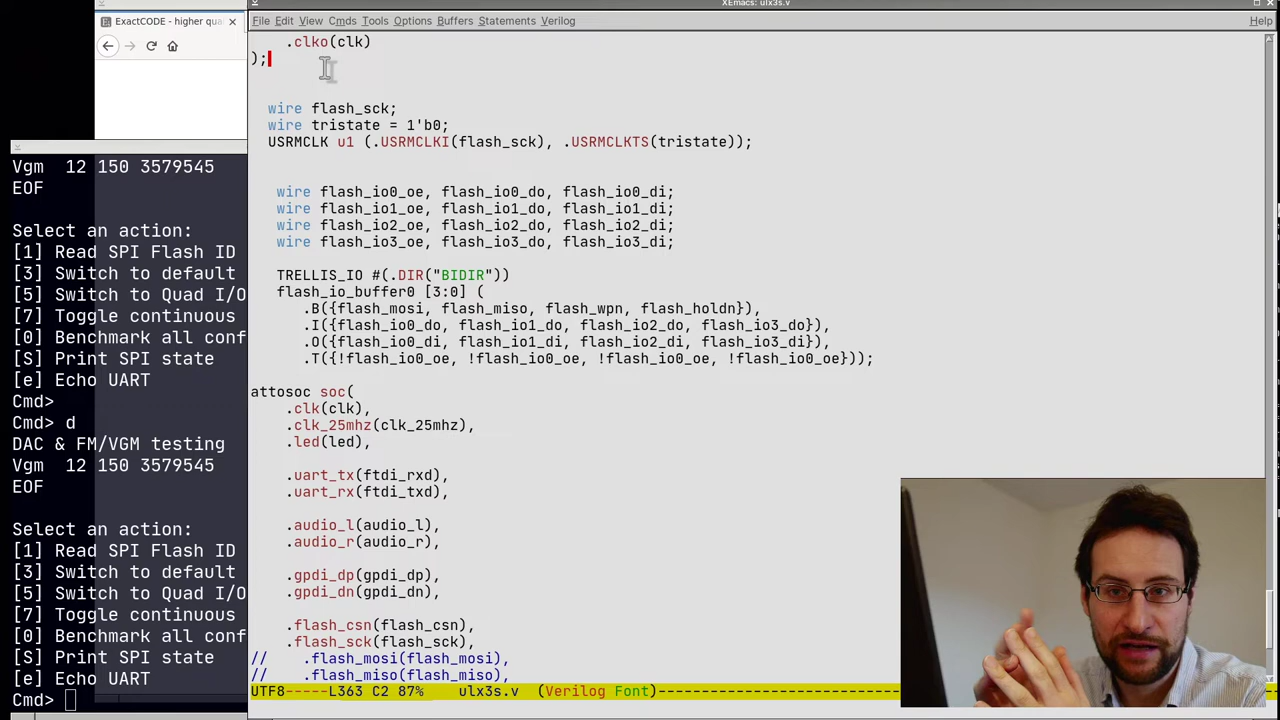 XEmacs: ulx3s.v
ExactCODE - higher qua
File Edit View Cmds Tools Options Buffers Statements Verilog Help
.clko(clk)
);
wire flash_sck;
wire tristate = 1'b0;
USRMCLK u1 (.USRMCLKI(flash_sck), .USRMCLKTS(tristate));
wire flash_io0_oe, flash_io0_do, flash_io0_di;
wire flash_io1_oe, flash_io1_do, flash_io1_di;
wire flash_io2_oe, flash_io2_do, flash_io2_di;
wire flash_io3_oe, flash_io3_do, flash_io3_di;
TRELLIS_IO #(.DIR("BIDIR"))
flash_io_buffer0 [3:0] (
.B({flash_mosi, flash_miso, flash_wpn, flash_holdn}),
.I({flash_io0_do, flash_io1_do, flash_io2_do, flash_io3_do}),
.O({flash_io0_di, flash_io1_di, flash_io2_di, flash_io3_di}),
.T({!flash_io0_oe, !flash_io0_oe, !flash_io0_oe, !flash_io0_oe}));
attosoc soc(
.clk(clk),
.clk_25mhz(clk_25mhz),
.led(led),
.uart_tx(ftdi_rxd),
.uart_rx(ftdi_txd),
.audio_l(audio_l),
.audio_r(audio_r),
.gpdi_dp(gpdi_dp),
.gpdi_dn(gpdi_dn),
.flash_csn(flash_csn),
.flash_sck(flash_sck),
// .flash_mosi(flash_mosi),
// .flash_miso(flash_miso),
UTF8-----L363 C2 87% ulx3s.v (Verilog Font)----------------------------
Vgm 12 150 3579545
EOF
Select an action:
[1] Read SPI Flash ID
[3] Switch to default
[5] Switch to Quad I/O
[7] Toggle continuous
[0] Benchmark all conf
[S] Print SPI state
[e] Echo UART
Cmd>
Cmd> d
DAC & FM/VGM testing
Vgm 12 150 3579545
EOF
Select an action:
[1] Read SPI Flash ID
[3] Switch to default
[5] Switch to Quad I/O
[7] Toggle continuous
[0] Benchmark all conf
[S] Print SPI state
[e] Echo UART
Cmd>